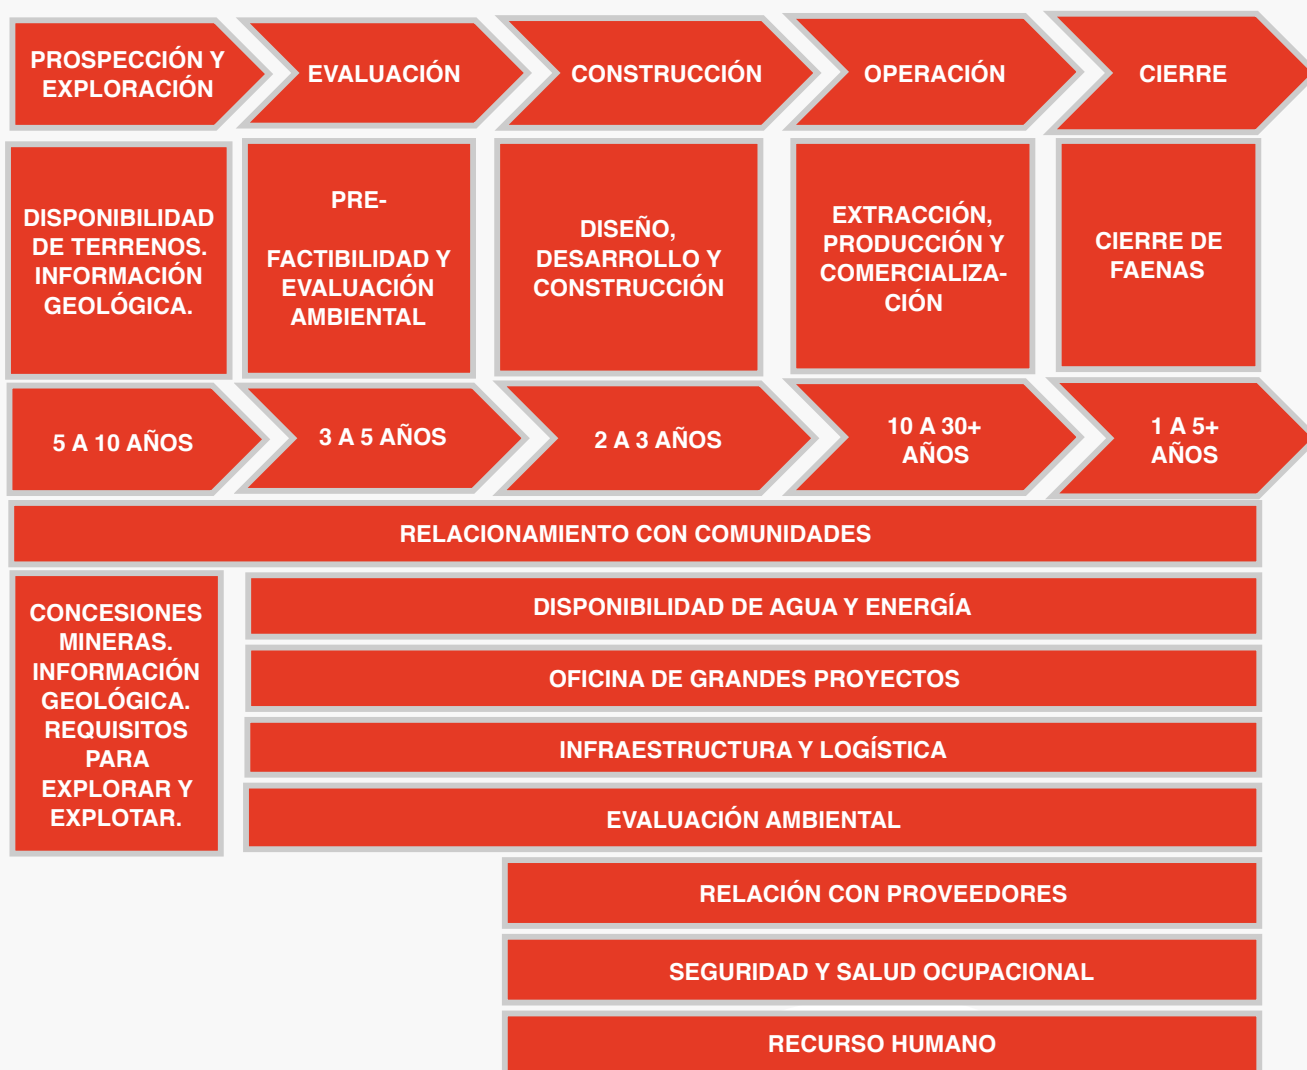 PROSPECCIÓN Y
EXPLORACIÓN
EVALUACIÓN
CONSTRUCCIÓN
OPERACIÓN
CIERRE
DISPONIBILIDAD
DE TERRENOS.
INFORMACIÓN
GEOLÓGICA.
PRE-
FACTIBILIDAD Y
EVALUACIÓN
AMBIENTAL
DISEÑO,
DESARROLLO Y
CONSTRUCCIÓN
EXTRACCIÓN,
PRODUCCIÓN Y
COMERCIALIZA-
CIÓN
CIERRE DE
FAENAS
5 A 10 AÑOS
3 A 5 AÑOS
2 A 3 AÑOS
10 A 30+
AÑOS
1 A 5+
AÑOS
RELACIONAMIENTO CON COMUNIDADES
CONCESIONES
MINERAS.
INFORMACIÓN
GEOLÓGICA.
REQUISITOS
PARA
EXPLORAR Y
EXPLOTAR.
DISPONIBILIDAD DE AGUA Y ENERGÍA
OFICINA DE GRANDES PROYECTOS
INFRAESTRUCTURA Y LOGÍSTICA
EVALUACIÓN AMBIENTAL
RELACIÓN CON PROVEEDORES
SEGURIDAD Y SALUD OCUPACIONAL
RECURSO HUMANO